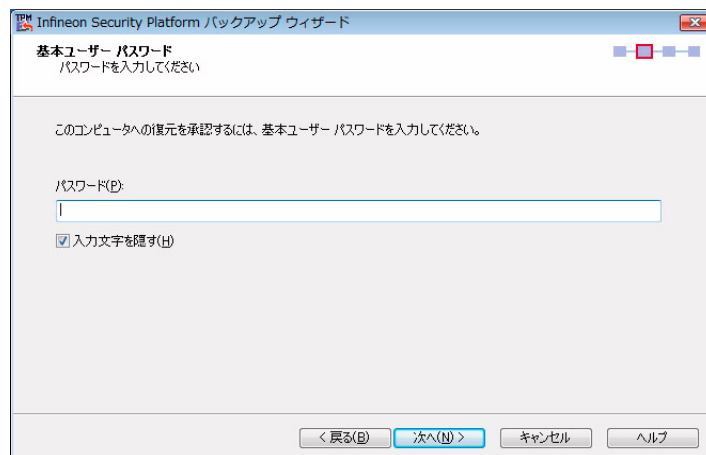 TPM
Infineon Security Platform バックアップ ウィザード
基本ユーザー パスワード
パスワードを入力してください
このコンピュータへの復元を承認するには、基本ユーザー パスワードを入力してください。
パスワード(P):
入力文字を隠す(H)
< 戻る(B) 次へ(N) > キャンセル ヘルプ